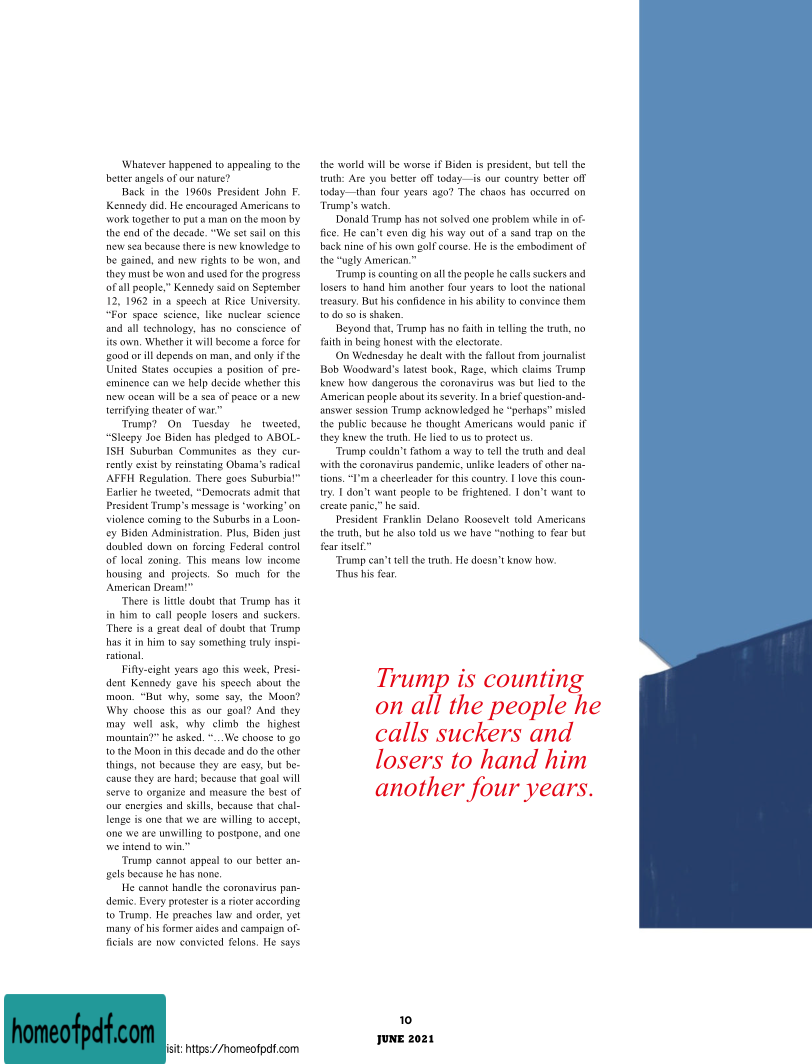 Whatever happened to appealing to the
better angels of our nature?
Back in the 1960s President John F.
Kennedy did. He encouraged Americans to
work together to put a man on the moon by
the end of the decade. “We set sail on this
new sea because there is new knowledge to
be gained, and new rights to be won, and
they must be won and used for the progress
of all people,” Kennedy said on September
12, 1962 in a speech at Rice University.
“For space science, like nuclear science
and all technology, has no conscience of
its own. Whether it will become a force for
good or ill depends on man, and only if the
United States occupies a position of pre-
eminence can we help decide whether this
new ocean will be a sea of peace or a new
terrifying theater of war.”
Trump? On Tuesday he tweeted,
“Sleepy Joe Biden has pledged to ABOL-
ISH Suburban Communites as they cur-
rently exist by reinstating Obama’s radical
AFFH Regulation. There goes Suburbia!”
Earlier he tweeted, “Democrats admit that
President Trump’s message is ‘working’ on
violence coming to the Suburbs in a Loon-
ey Biden Administration. Plus, Biden just
doubled down on forcing Federal control
of local zoning. This means low income
housing and projects. So much for the
American Dream!”
There is little doubt that Trump has it
in him to call people losers and suckers.
There is a great deal of doubt that Trump
has it in him to say something truly inspi-
rational.
Fifty-eight years ago this week, Presi-
dent Kennedy gave his speech about the
moon. “But why, some say, the Moon?
Why choose this as our goal? And they
may well ask, why climb the highest
mountain?” he asked. “…We choose to go
to the Moon in this decade and do the other
things, not because they are easy, but be-
cause they are hard; because that goal will
serve to organize and measure the best of
our energies and skills, because that chal-
lenge is one that we are willing to accept,
one we are unwilling to postpone, and one
we intend to win.”
Trump cannot appeal to our better an-
gels because he has none.
He cannot handle the coronavirus pan-
demic. Every protester is a rioter according
to Trump. He preaches law and order, yet
many of his former aides and campaign of-
ficials are now convicted felons. He says
the world will be worse if Biden is president, but tell the
truth: Are you better off today—is our country better off
today—than four years ago? The chaos has occurred on
Trump’s watch.
Donald Trump has not solved one problem while in of-
fice. He can’t even dig his way out of a sand trap on the
back nine of his own golf course. He is the embodiment of
the “ugly American.”
Trump is counting on all the people he calls suckers and
losers to hand him another four years to loot the national
treasury. But his confidence in his ability to convince them
to do so is shaken.
Beyond that, Trump has no faith in telling the truth, no
faith in being honest with the electorate.
On Wednesday he dealt with the fallout from journalist
Bob Woodward’s latest book, Rage, which claims Trump
knew how dangerous the coronavirus was but lied to the
American people about its severity. In a brief question-and-
answer session Trump acknowledged he “perhaps” misled
the public because he thought Americans would panic if
they knew the truth. He lied to us to protect us.
Trump couldn’t fathom a way to tell the truth and deal
with the coronavirus pandemic, unlike leaders of other na-
tions. “I’m a cheerleader for this country. I love this coun-
try. I don’t want people to be frightened. I don’t want to
create panic,” he said.
President Franklin Delano Roosevelt told Americans
the truth, but he also told us we have “nothing to fear but
fear itself.”
Trump can’t tell the truth. He doesn’t know how.
Thus his fear.
Trump is counting
on all the people he
calls suckers and
losers to hand him
another four years.
10
JUNE 2021
homeofpdf.com
isit: https://homeofpdf.com